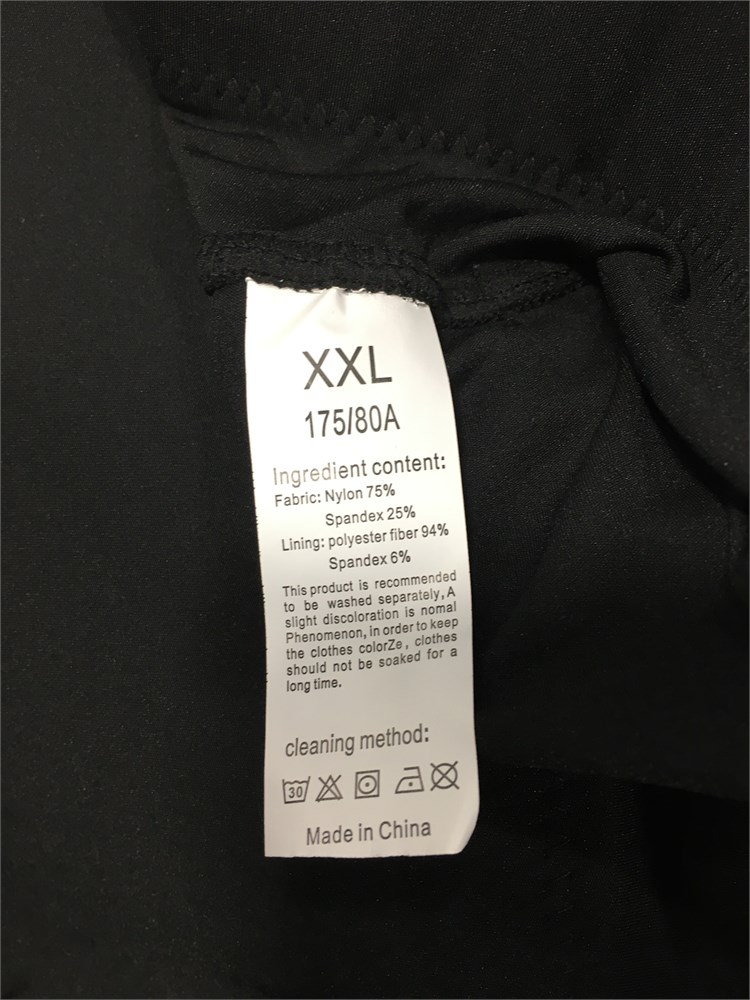 XXL
175/80A
Ingredient content:
Fabric: Nylon 75%
Spandex 25%
Lining: polyester fiber 94%
Spandex 6%
This product is recommended
to be washed separately, A
slight discoloration is nomal
Phenomenon, in order to keep
the clothes colorZe , clothes
should not be soaked for a
long time.
cleaning method:
30
Made in China